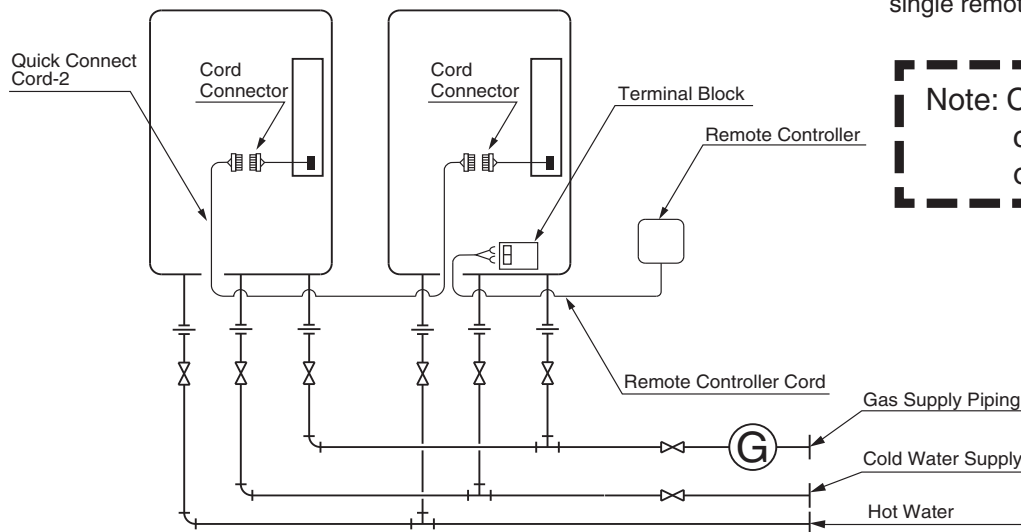 single remot
Quick Connect
Cord-2
Cord
Connector
Cord
Connector
Terminal Block
Remote Controller
Note: C
Remote Controller Cord
Gas Supply Piping
G
Cold Water Supply
Hot Water